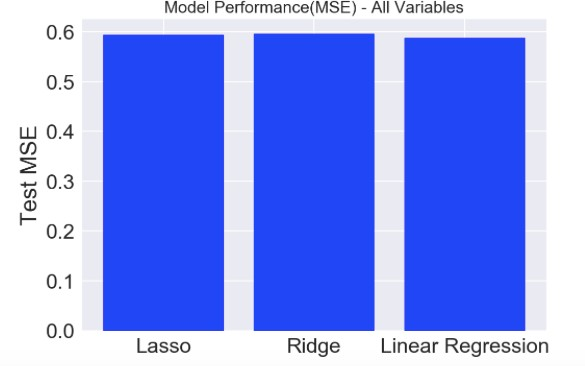 Model Performance(MSE) - All Variables
Test MSE
0.6
0.5
0.4
0.3
0.2
0.1
0.0
Lasso
Ridge
Linear Regression